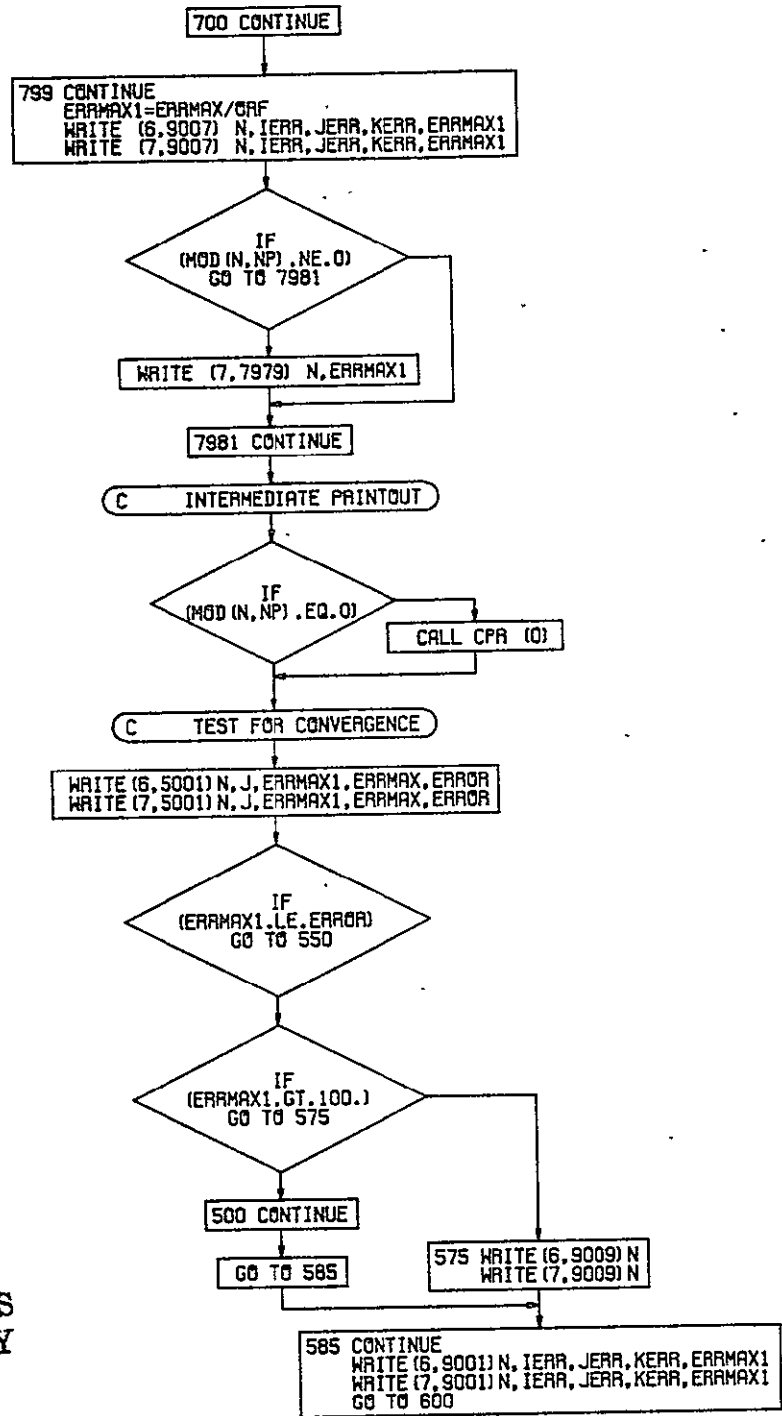 700 CONTINUE
799 CONTINUE
ERRMAX1=ERRMAX/ORF
WRITE (6,9007) N,IERR,JERR,KERR,ERRMAX1
WRITE (7,9007) N,IERR,JERR,KERR,ERRMAX1
IF
(MOD(N,NP).NE.0)
GO TO 7981
WRITE (7,7979) N,ERRMAX1
7981 CONTINUE
C INTERMEDIATE PRINTOUT
IF
(MOD(N,NP).EQ.0)
CALL CPR (0)
C TEST FOR CONVERGENCE
WRITE(6,5001)N,J,ERRMAX1,ERRMAX,ERROR
WRITE(7,5001)N,J,ERRMAX1,ERRMAX,ERROR
IF
(ERRMAX1.LE.ERROR)
GO TO 550
IF
(ERRMAX1.GT.100.)
GO TO 575
500 CONTINUE
GO TO 585
575 WRITE(6,9009)N
WRITE(7,9009)N
S
Y
585 CONTINUE
WRITE(6,9001)N,IERR,JERR,KERR,ERRMAX1
WRITE(7,9001)N,IERR,JERR,KERR,ERRMAX1
GO TO 600